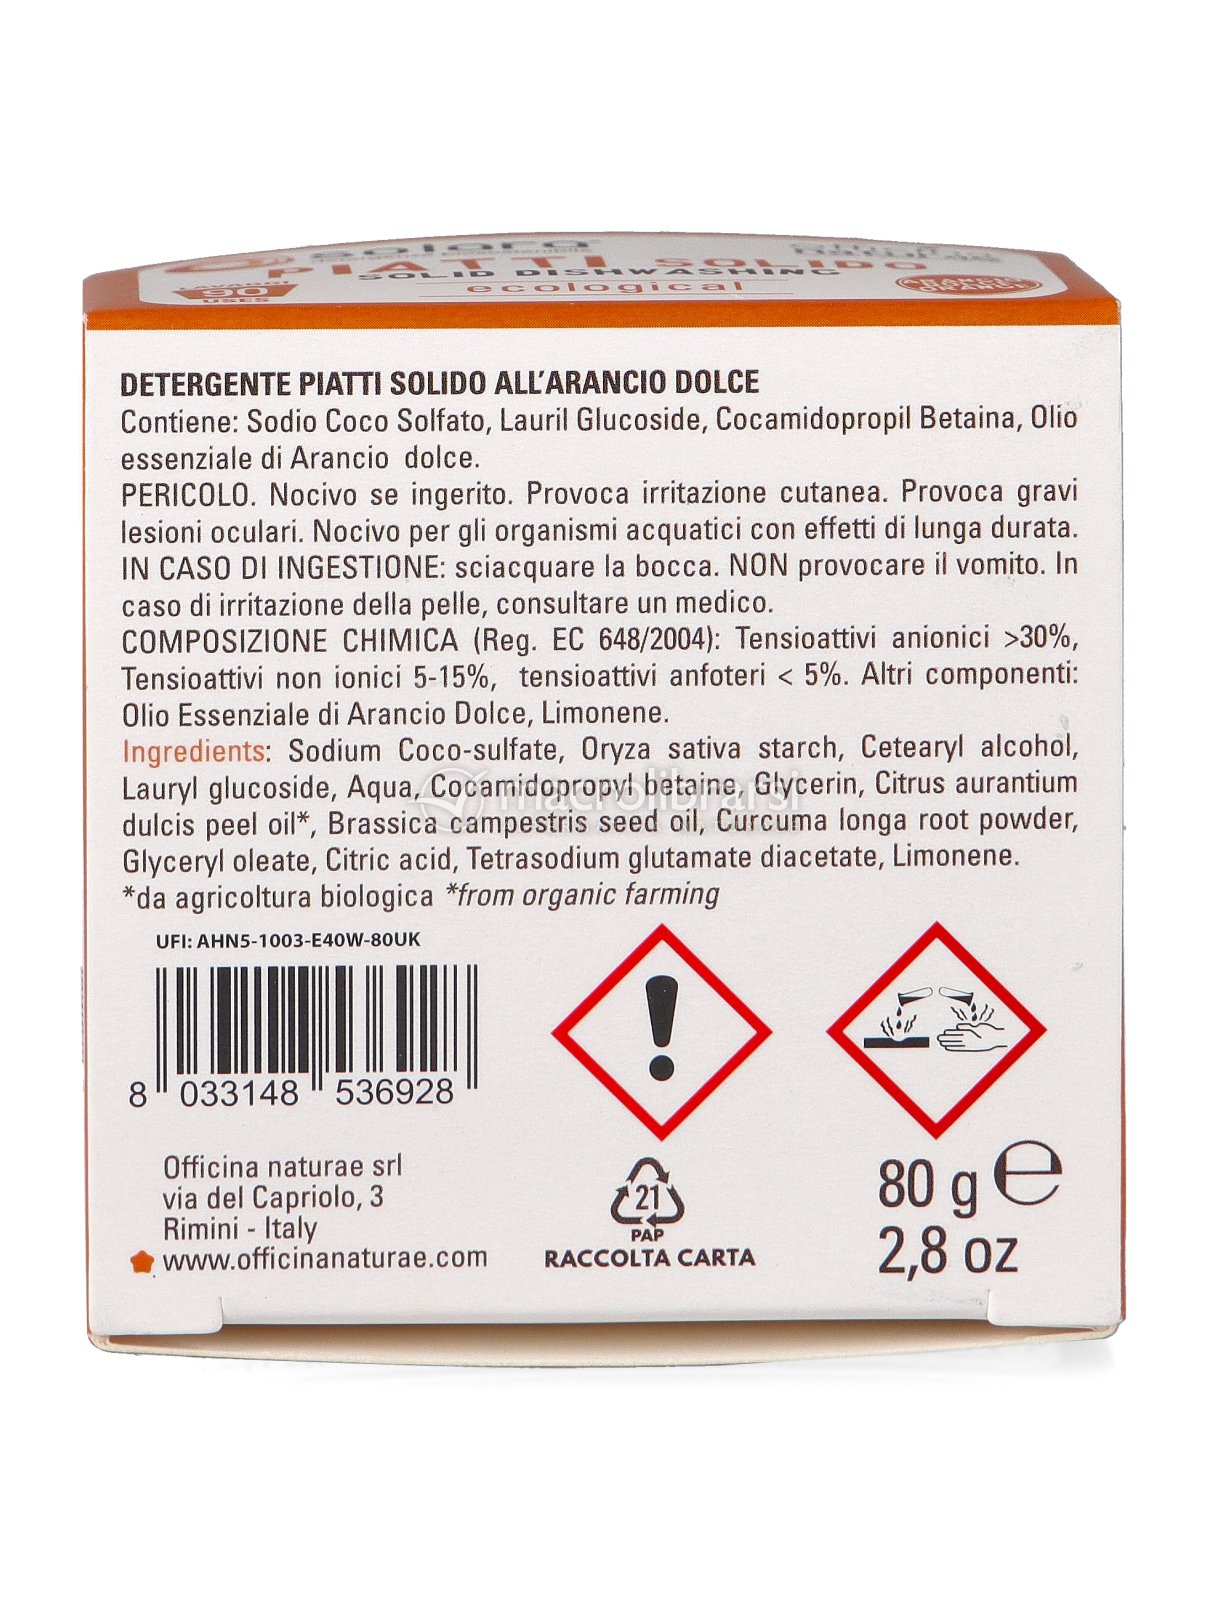 solara
PIATTI SOLIDO
SOLID DISHWASHING
ecological
LAVAGGI
90
USES
DETERGENTE PIATTI SOLIDO ALL'ARANCIO DOLCE
Contiene: Sodio Coco Solfato, Lauril Glucoside, Cocamidopropil Betaina, Olio
essenziale di Arancio dolce.
PERICOLO. Nocivo se ingerito. Provoca irritazione cutanea. Provoca gravi
lesioni oculari. Nocivo per gli organismi acquatici con effetti di lunga durata.
IN CASO DI INGESTIONE: sciacquare la bocca. NON provocare il vomito. In
caso di irritazione della pelle, consultare un medico.
COMPOSIZIONE CHIMICA (Reg. EC 648/2004): Tensioattivi anionici >30%,
Tensioattivi non ionici 5-15%, tensioattivi anfoteri < 5%. Altri componenti:
Olio Essenziale di Arancio Dolce, Limonene.
Ingredients: Sodium Coco-sulfate, Oryza sativa starch, Cetearyl alcohol,
Lauryl glucoside, Aqua, Cocamidopropyl betaine, Glycerin, Citrus aurantium
dulcis peel oil*, Brassica campestris seed oil, Curcuma longa root powder,
Glyceryl oleate, Citric acid, Tetrasodium glutamate diacetate, Limonene.
*da agricoltura biologica *from organic farming
macrolibrarsi
UFI: AHN5-1003-E40W-80UK
8 033148 536928
Officina naturae srl
via del Capriolo, 3
Rimini - Italy
www.officinanaturae.com
21
PAP
RACCOLTA CARTA
80 g e
2,8 oz